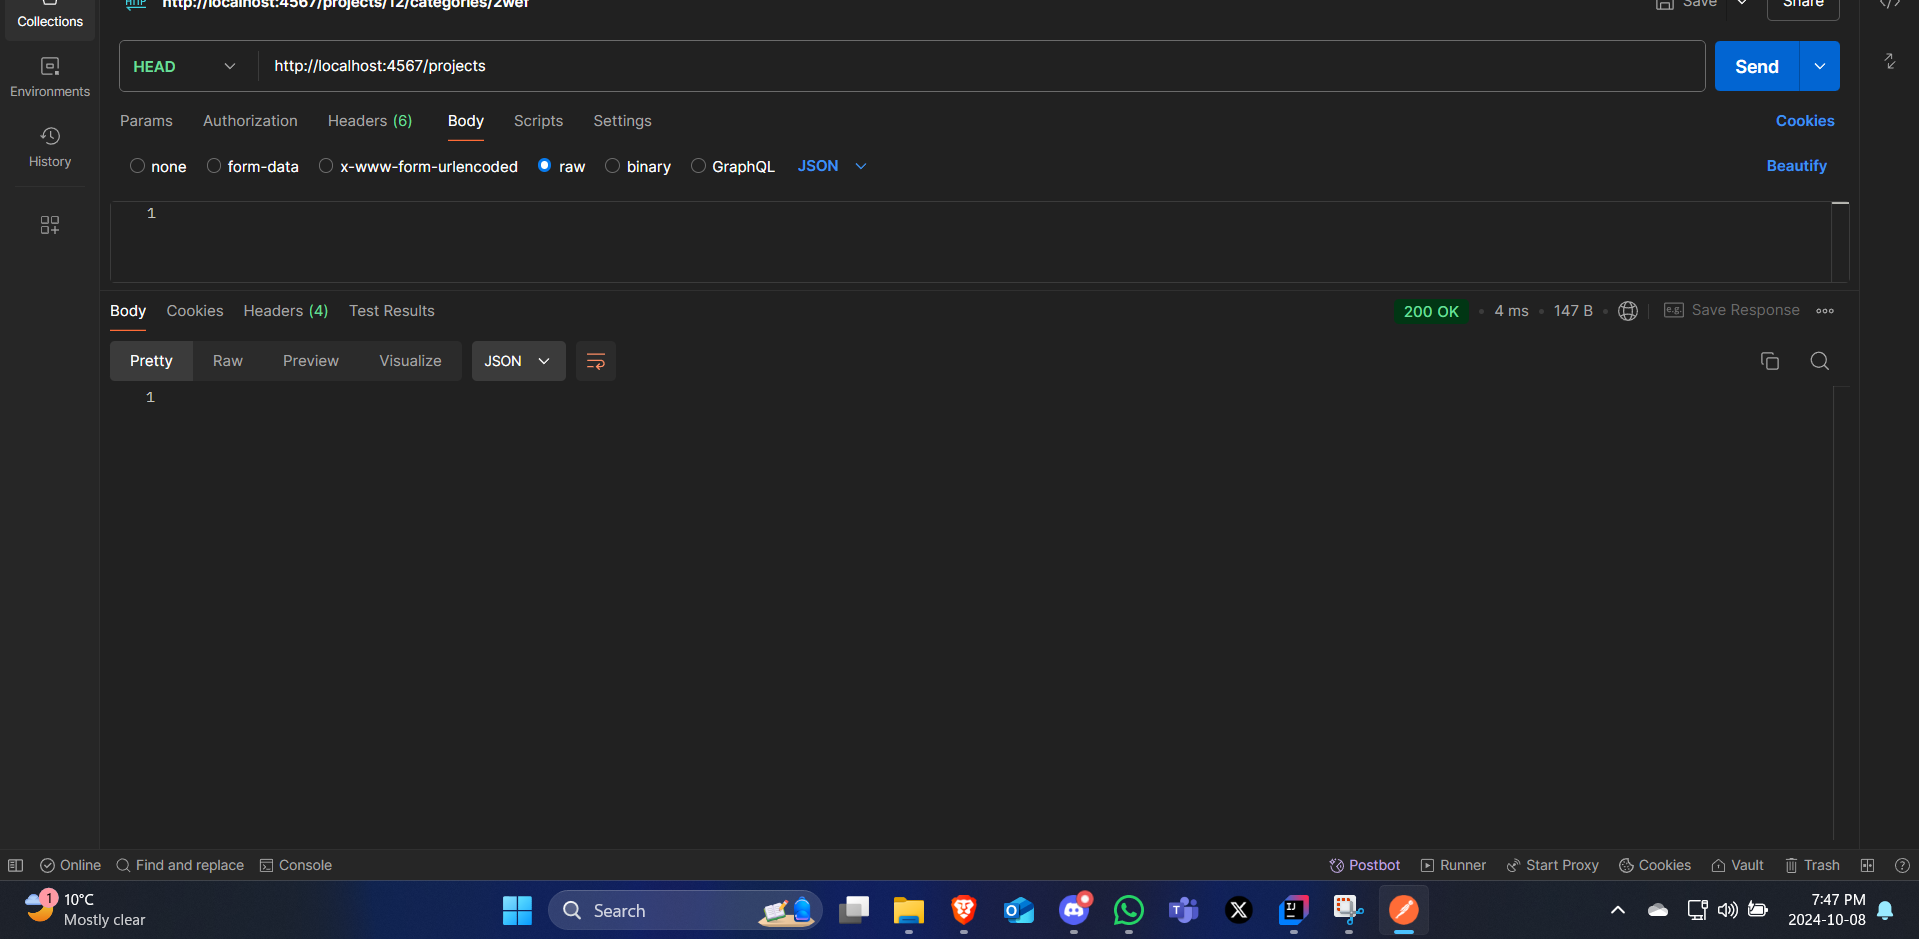 Collections
HTTP http://localhost:4567/projects/12/categories/2wef
Save
Share
HEAD
http://localhost:4567/projects
Send
Environments
History
Params
Authorization
Headers (6)
Body
Scripts
Settings
Cookies
none
form-data
x-www-form-urlencoded
raw
binary
GraphQL
JSON
Beautify
1
Body
Cookies
Headers (4)
Test Results
200 OK
4 ms
147 B
e.g.
Save Response
Pretty
Raw
Preview
Visualize
JSON
1
Online
Find and replace
Console
Postbot
Runner
Start Proxy
Cookies
Vault
Trash
1
10°C
Mostly clear
Search
7:47 PM
2024-10-08